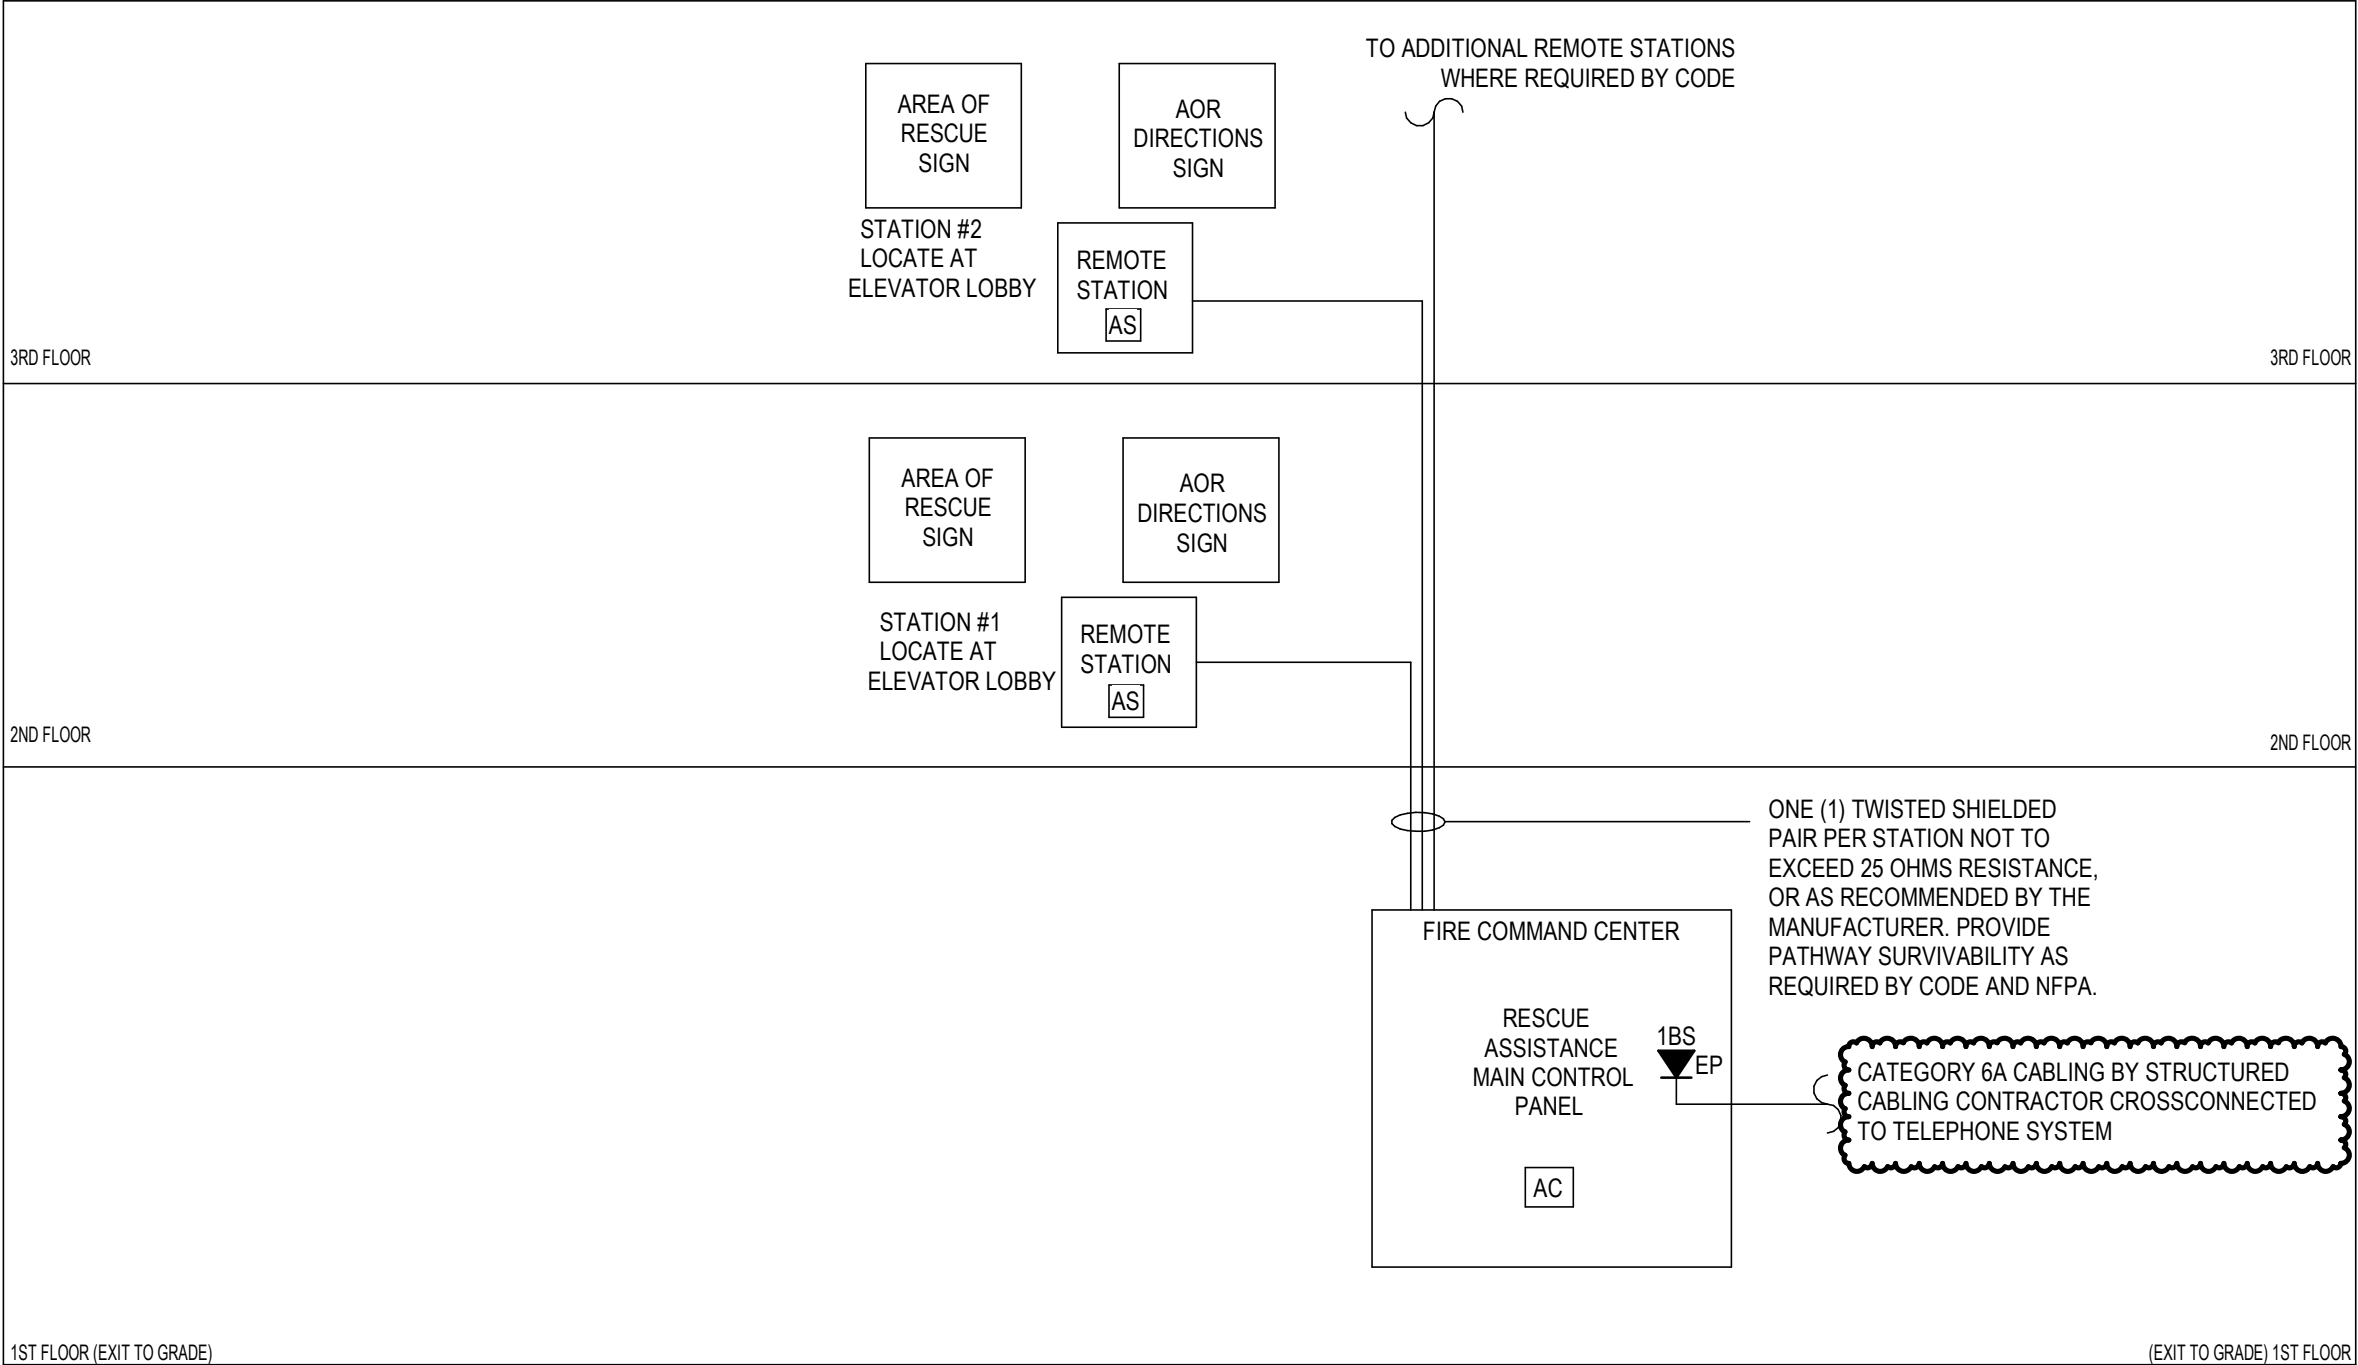 TO ADDITIONAL REMOTE STATIONS
WHERE REQUIRED BY CODE
AREA OF
RESCUE
SIGN
AOR
DIRECTIONS
SIGN
STATION #2
LOCATE AT
ELEVATOR LOBBY
REMOTE
STATION
AS
3RD FLOOR
3RD FLOOR
AREA OF
RESCUE
SIGN
AOR
DIRECTIONS
SIGN
STATION #1
LOCATE AT
ELEVATOR LOBBY
REMOTE
STATION
AS
2ND FLOOR
2ND FLOOR
ONE (1) TWISTED SHIELDED
PAIR PER STATION NOT TO
EXCEED 25 OHMS RESISTANCE,
OR AS RECOMMENDED BY THE
MANUFACTURER. PROVIDE
PATHWAY SURVIVABILITY AS
REQUIRED BY CODE AND NFPA.
FIRE COMMAND CENTER
RESCUE
ASSISTANCE
MAIN CONTROL
PANEL
1BS
EP
AC
CATEGORY 6A CABLING BY STRUCTURED
CABLING CONTRACTOR CROSSCONNECTED
TO TELEPHONE SYSTEM
1ST FLOOR (EXIT TO GRADE)
(EXIT TO GRADE) 1ST FLOOR